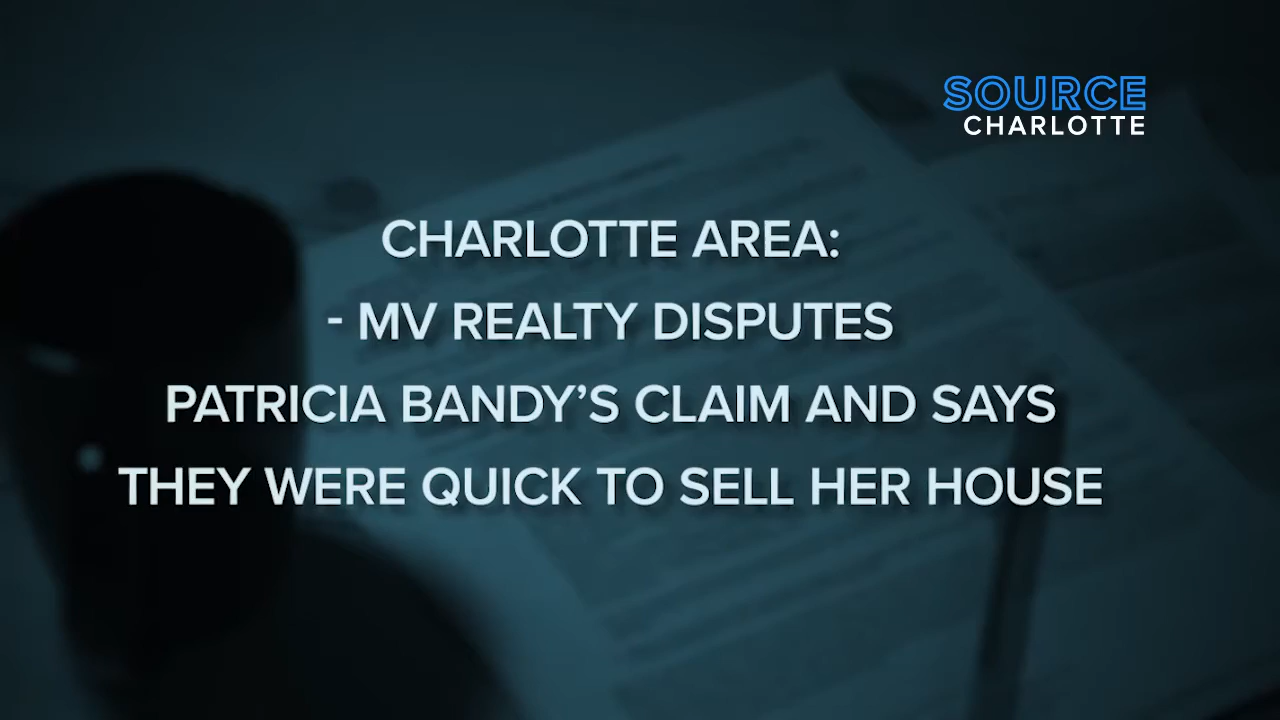 SOURCE
CHARLOTTE
CHARLOTTE AREA:
- MV REALTY DISPUTES
PATRICIA BANDY’S CLAIM AND SAYS
THEY WERE QUICK TO SELL HER HOUSE